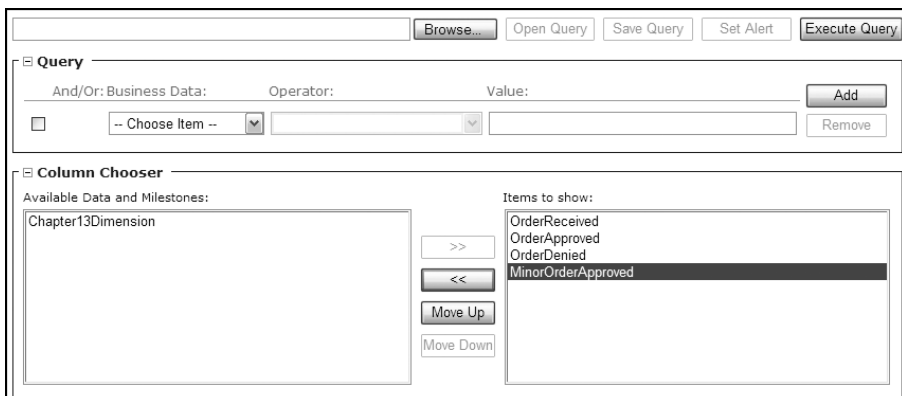 Browse... Open Query Save Query Set Alert Execute Query
Query
And/Or: Business Data: Operator: Value:
Add
-- Choose Item --
Remove
Column Chooser
Available Data and Milestones: Items to show:
Chapter13Dimension
OrderReceived
OrderApproved
OrderDenied
MinorOrderApproved
>>
<<
Move Up
Move Down